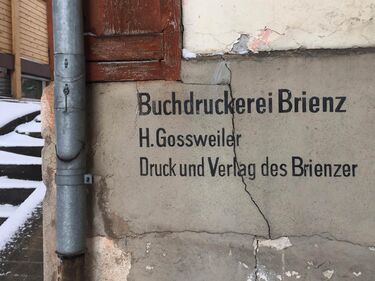 Buchdruckerei Brienz
H. Gossweiler
Druck und Verlag des Brienzer